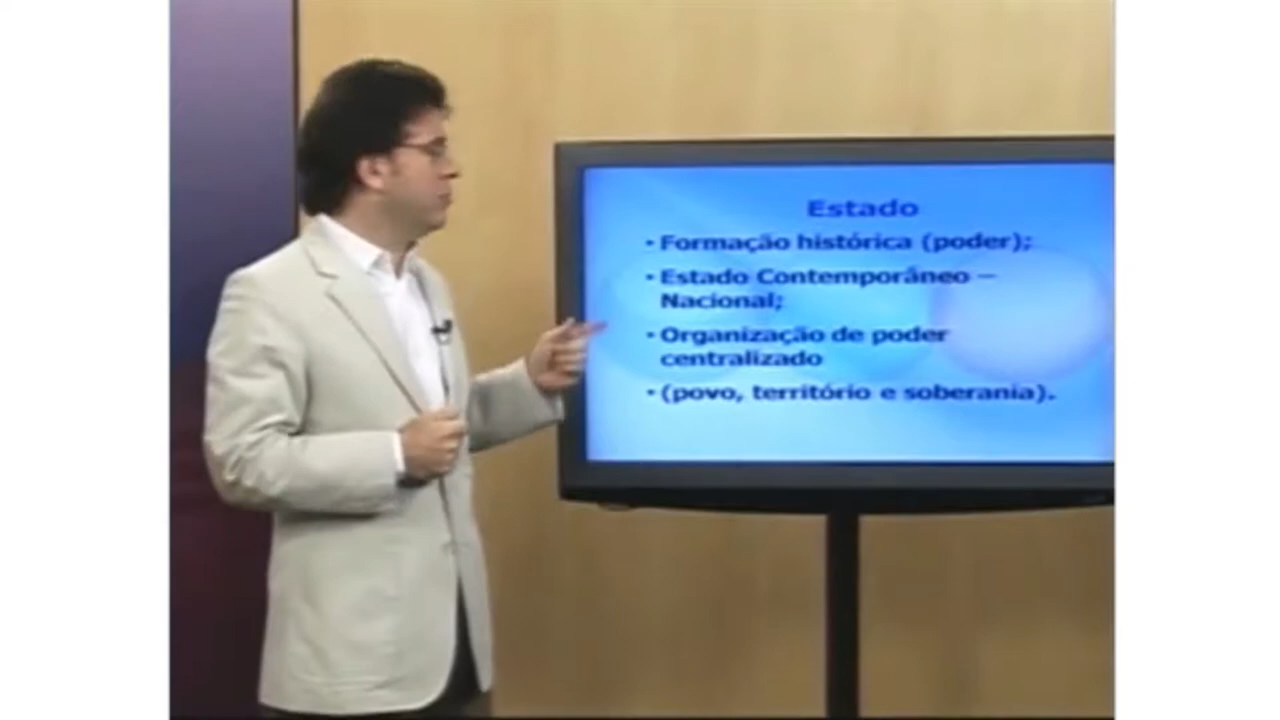 Estado
• Formação histórica (poder);
• Estado Contemporâneo –
Nacional;
• Organização de poder
centralizado
• (povo, território e soberania).